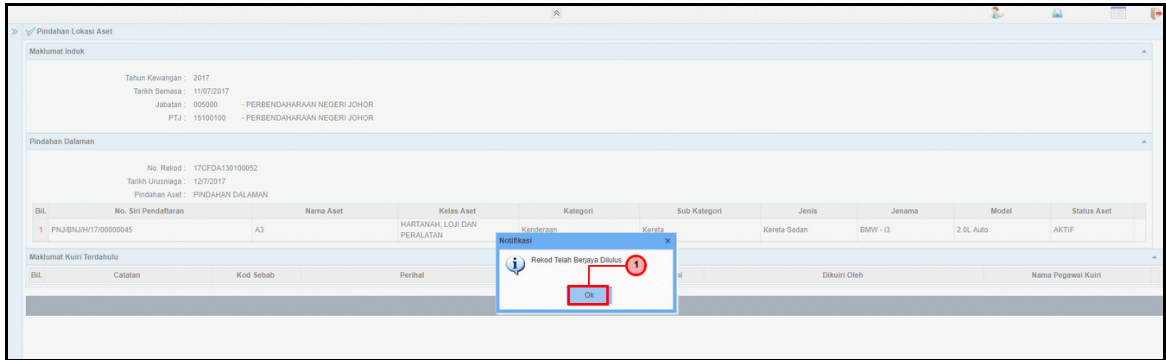 Pindahan Lokasi Aset
Maklumat Induk
Tahun Kewangan : 2017
Tarikh Semasa : 11/07/2017
Jabatan : 005000 - PERBENDAHARAAN NEGERI JOHOR
PTJ : 15100100 - PERBENDAHARAAN NEGERI JOHOR
Pindahan Dalaman
No. Rekod : 17CFDA130100052
Tarikh Urusniaga : 12/7/2017
Pindahan Aset : PINDAHAN DALAMAN
Bil. No. Siri Pendaftaran Nama Aset Kelas Aset Kategori Sub Kategori Jenis Jenama Model Status Aset
1 PNJ/BNJ/H/17/00000045 A3 HARTANAH, LOJI DAN PERALATAN Kenderaan Kereta Kereta Sedan BMW - i3 2.0L Auto AKTIF
Notifikasi x
Rekod Telah Berjaya Dilulus
1
Ok
Maklumat Kuiri Terdahulu
Bil. Catatan Kod Sebab Perihal Dikuiri Oleh Nama Pegawai Kuiri